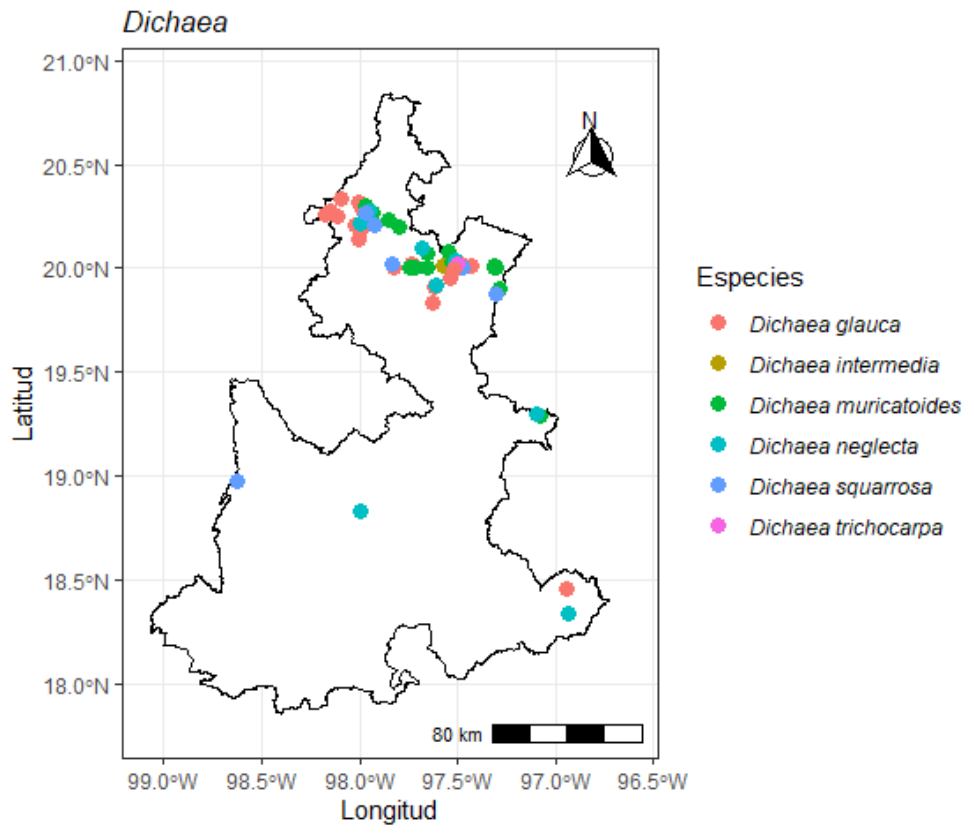 Dichaea
21.0°N
20.5°N
20.0°N
19.5°N
19.0°N
18.5°N
18.0°N
Latitud
N
80 km
99.0°W 98.5°W 98.0°W 97.5°W 97.0°W 96.5°W
Longitud
Especies
Dichaea glauca
Dichaea intermedia
Dichaea muricatoides
Dichaea neglecta
Dichaea squarrosa
Dichaea trichocarpa